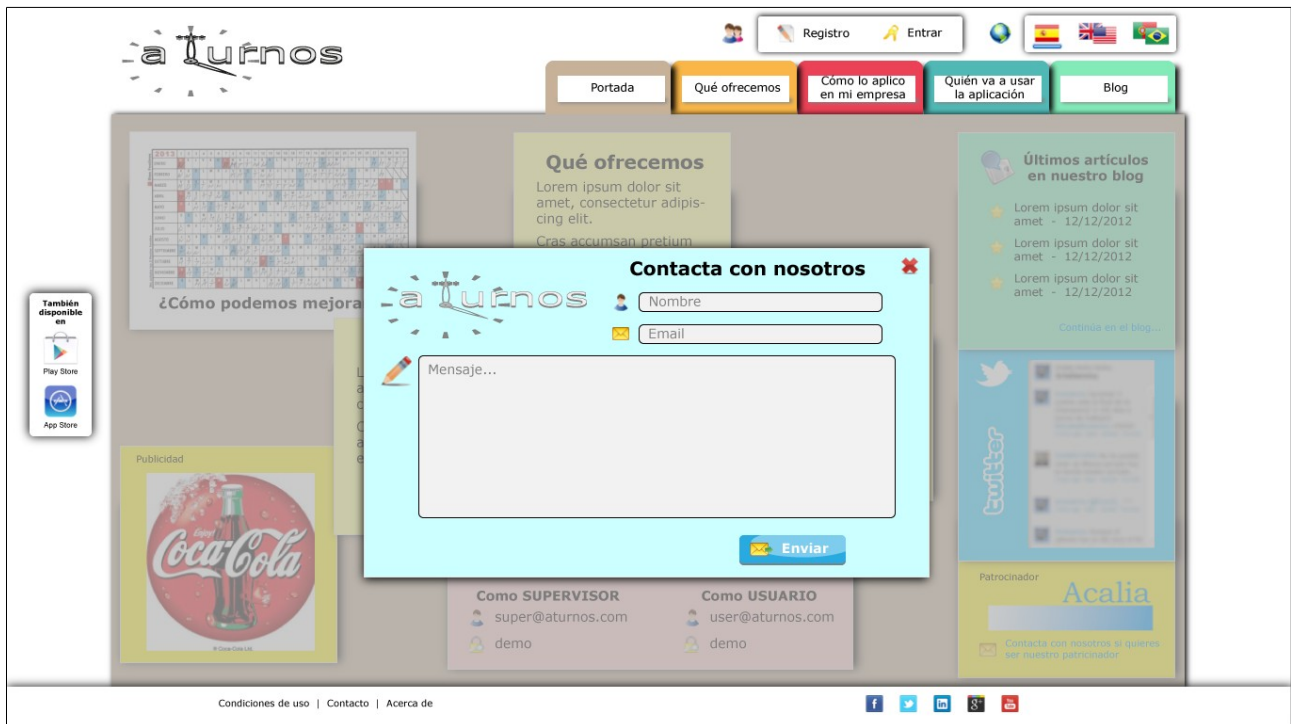 a turnos
Registro
Entrar
Portada
Qué ofrecemos
Cómo lo aplico
en mi empresa
Quién va a usar
la aplicación
Blog
2013
¿Cómo podemos mejora
Qué ofrecemos
Lorem ipsum dolor sit
amet, consectetur adipis-
cing elit.
Cras accumsan pretium
Últimos artículos
en nuestro blog
Lorem ipsum dolor sit
amet - 12/12/2012
Lorem ipsum dolor sit
amet - 12/12/2012
Lorem ipsum dolor sit
amet - 12/12/2012
Continúa en el blog...
También
disponible
en
Play Store
App Store
Contacta con nosotros
a turnos
Nombre
Email
Mensaje...
Enviar
twitter
Publicidad
Enjoy
Coca-Cola
Como SUPERVISOR
super@aturnos.com
demo
Como USUARIO
user@aturnos.com
demo
Patrocinador
Acalia
Contacta con nosotros si quieres
ser nuestro patricinador
Condiciones de uso | Contacto | Acerca de